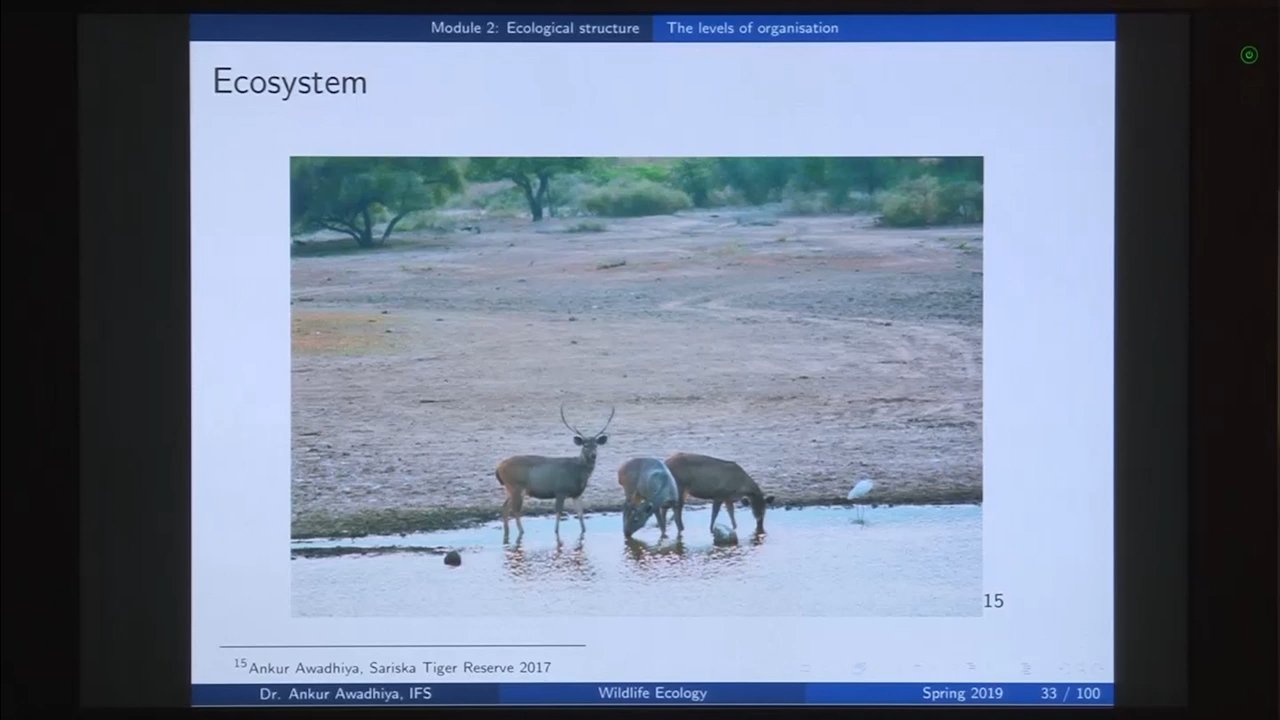 Module 2: Ecological structure The levels of organisation
Ecosystem
15
15Ankur Awadhiya, Sariska Tiger Reserve 2017
Dr. Ankur Awadhiya, IFS Wildlife Ecology Spring 2019 33 / 100